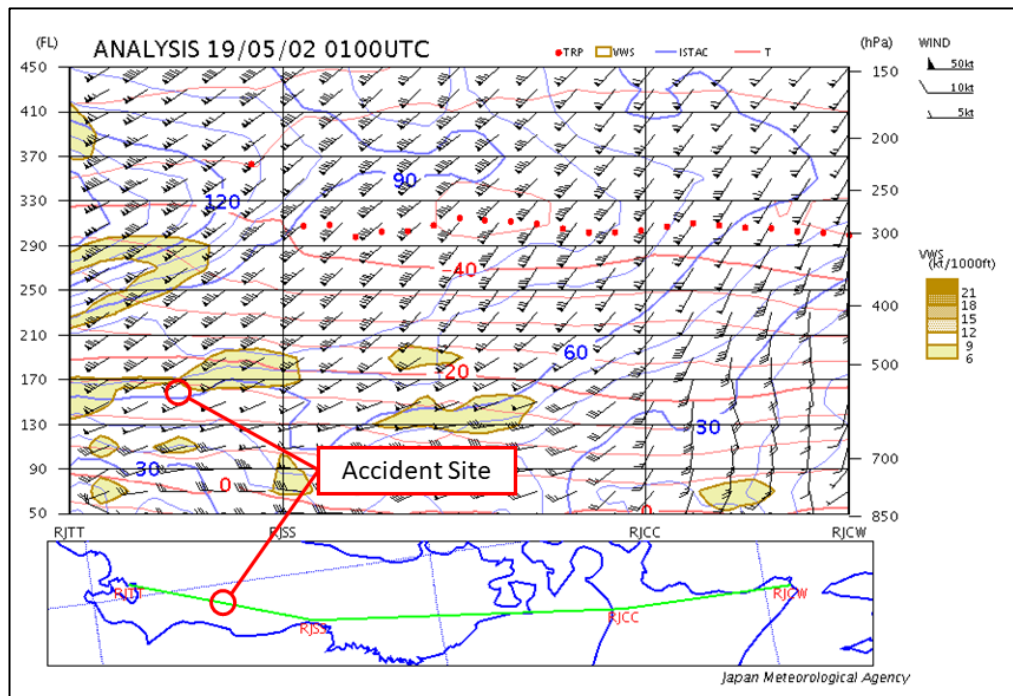 (FL) ANALYSIS 19/05/02 0100UTC TRP VWS ISTAC T (hPa) WIND
50kt
10kt
5kt
450
410
370
330
290
250
210
170
130
90
50
150
200
250
300
400
500
700
850
90
120
-40
60
-20
30
30
0
0
VWS
(kt/1000ft)
21
18
15
12
9
6
Accident Site
RJTT RJSS RJCC RJCW
RJTT
RJSS
RJCC
RJCW
Japan Meteorological Agency